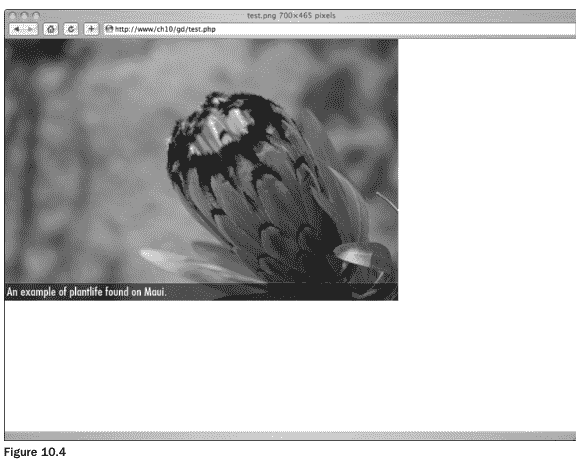 test.png 700×465 pixels
http://www/ch10/gd/test.php
An example of plantlife found on Maui.
Figure 10.4